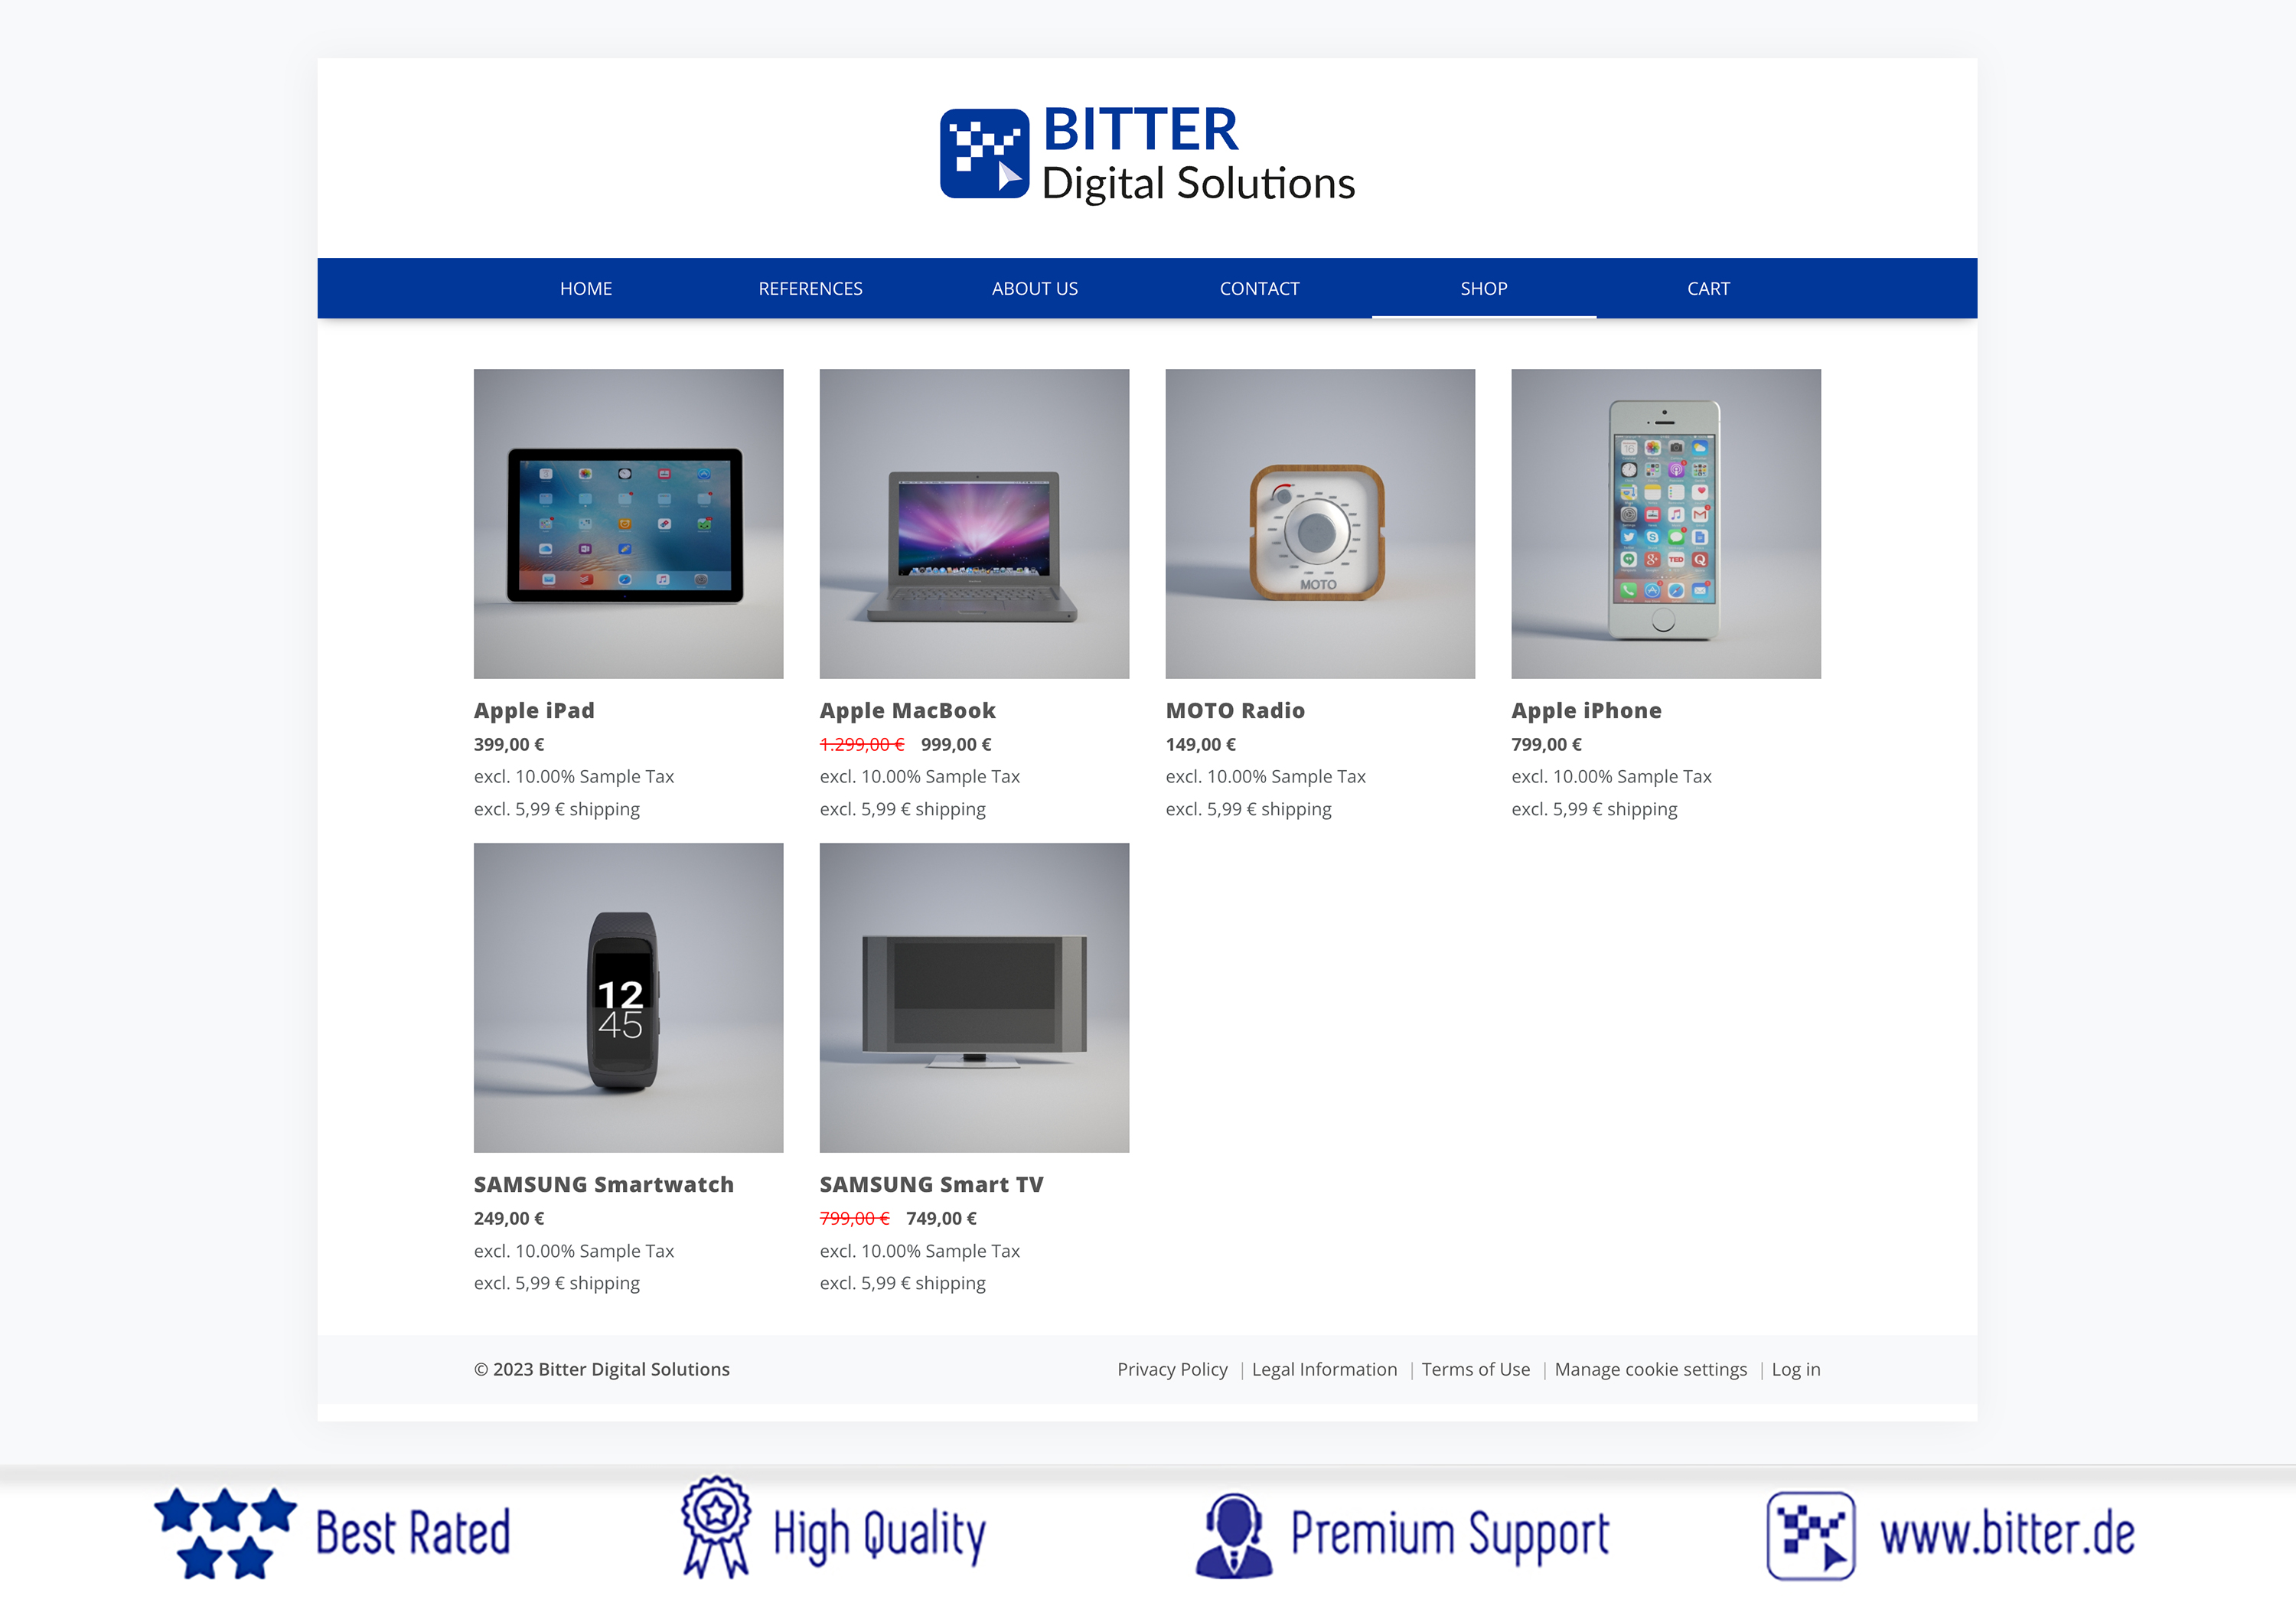 BITTER
Digital Solutions
HOME REFERENCES ABOUT US CONTACT SHOP CART
MOTO
TED
Apple iPad
399,00 €
excl. 10.00% Sample Tax
excl. 5,99 € shipping
Apple MacBook
1.299,00 € 999,00 €
excl. 10.00% Sample Tax
excl. 5,99 € shipping
MOTO Radio
149,00 €
excl. 10.00% Sample Tax
excl. 5,99 € shipping
Apple iPhone
799,00 €
excl. 10.00% Sample Tax
excl. 5,99 € shipping
12
45
SAMSUNG Smartwatch
249,00 €
excl. 10.00% Sample Tax
excl. 5,99 € shipping
SAMSUNG Smart TV
799,00 € 749,00 €
excl. 10.00% Sample Tax
excl. 5,99 € shipping
© 2023 Bitter Digital Solutions
Privacy Policy | Legal Information | Terms of Use | Manage cookie settings | Log in
Best Rated
High Quality
Premium Support
www.bitter.de